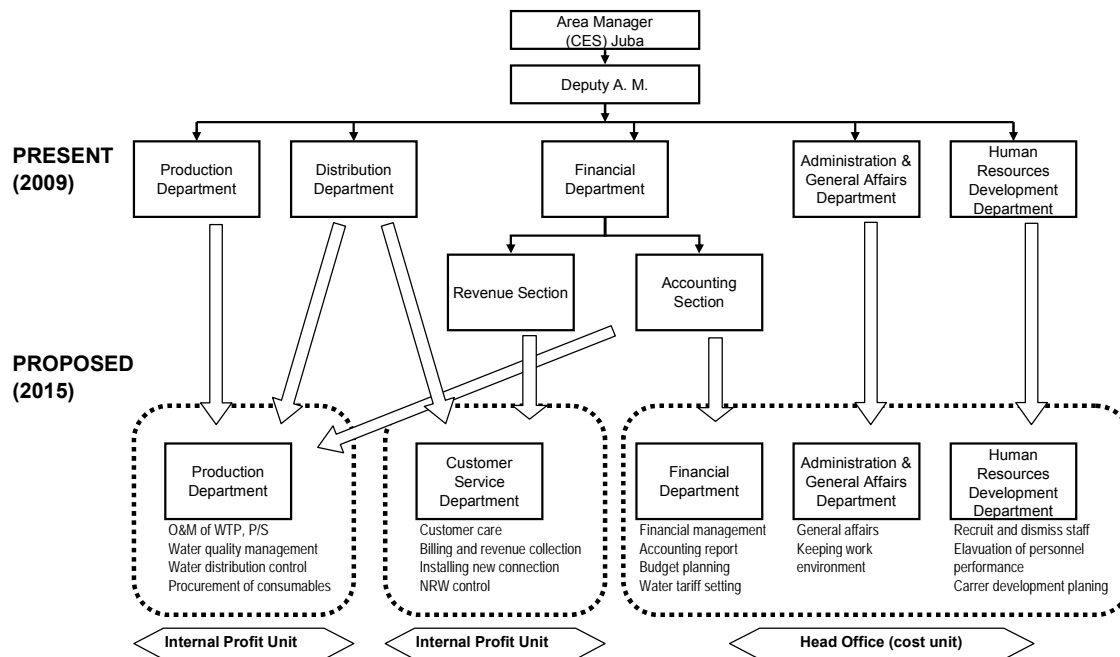 Area Manager
(CES) Juba
Deputy A. M.
PRESENT
(2009)
Production
Department
Distribution
Department
Financial
Department
Administration &
General Affairs
Department
Human
Resources
Development
Department
Revenue Section
Accounting
Section
PROPOSED
(2015)
Production
Department
O&M of WTP, P/S
Water quality management
Water distribution control
Procurement of consumables
Customer
Service
Department
Customer care
Billing and revenue collection
Installing new connection
NRW control
Financial
Department
Financial management
Accounting report
Budget planning
Water tariff setting
Administration &
General Affairs
Department
General affairs
Keeping work
environment
Human
Resources
Development
Department
Recruit and dismiss staff
Elavuation of personnel
performance
Carrer development planing
Internal Profit Unit
Internal Profit Unit
Head Office (cost unit)